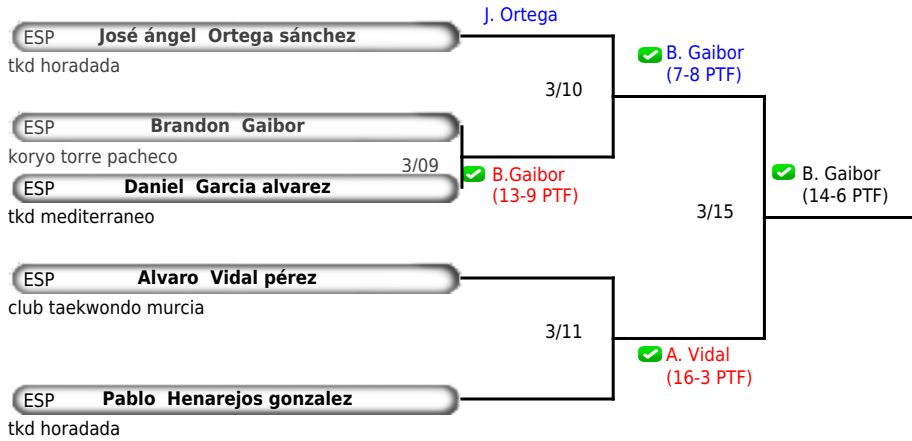 J. Ortega
ESP José ángel Ortega sánchez
tkd horadada
B. Gaibor
(7-8 PTF)
3/10
ESP Brandon Gaibor
koryo torre pacheco
3/09
B.Gaibor
(13-9 PTF)
ESP Daniel Garcia alvarez
tkd mediterraneo
B. Gaibor
(14-6 PTF)
3/15
ESP Alvaro Vidal pérez
club taekwondo murcia
3/11
A. Vidal
(16-3 PTF)
ESP Pablo Henarejos gonzalez
tkd horadada